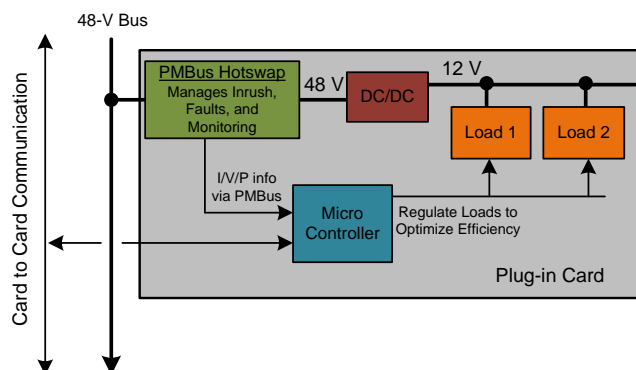 48-V Bus
Card to Card Communication
PMBus Hotswap
Manages Inrush,
Faults, and
Monitoring
48 V
DC/DC
12 V
Load 1
Load 2
I/V/P info
via PMBus
Micro
Controller
Regulate Loads to
Optimize Efficiency
Plug-in Card